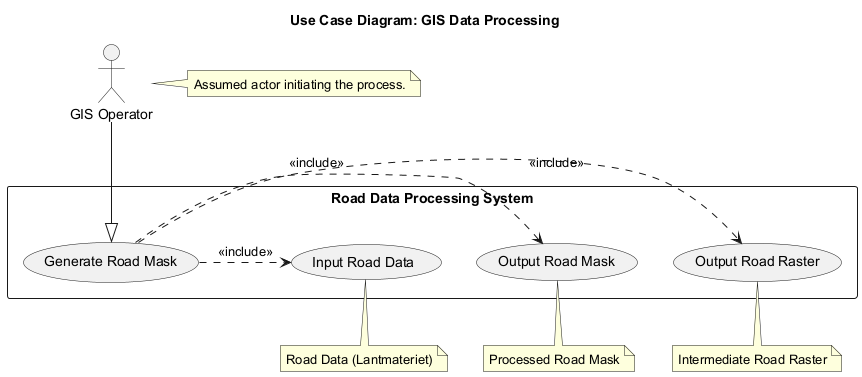 Use Case Diagram: GIS Data Processing
Assumed actor initiating the process.
GIS Operator
«include»
«include»
Road Data Processing System
«include»
Generate Road Mask
Input Road Data
Output Road Mask
Output Road Raster
Road Data (Lantmateriet)
Processed Road Mask
Intermediate Road Raster